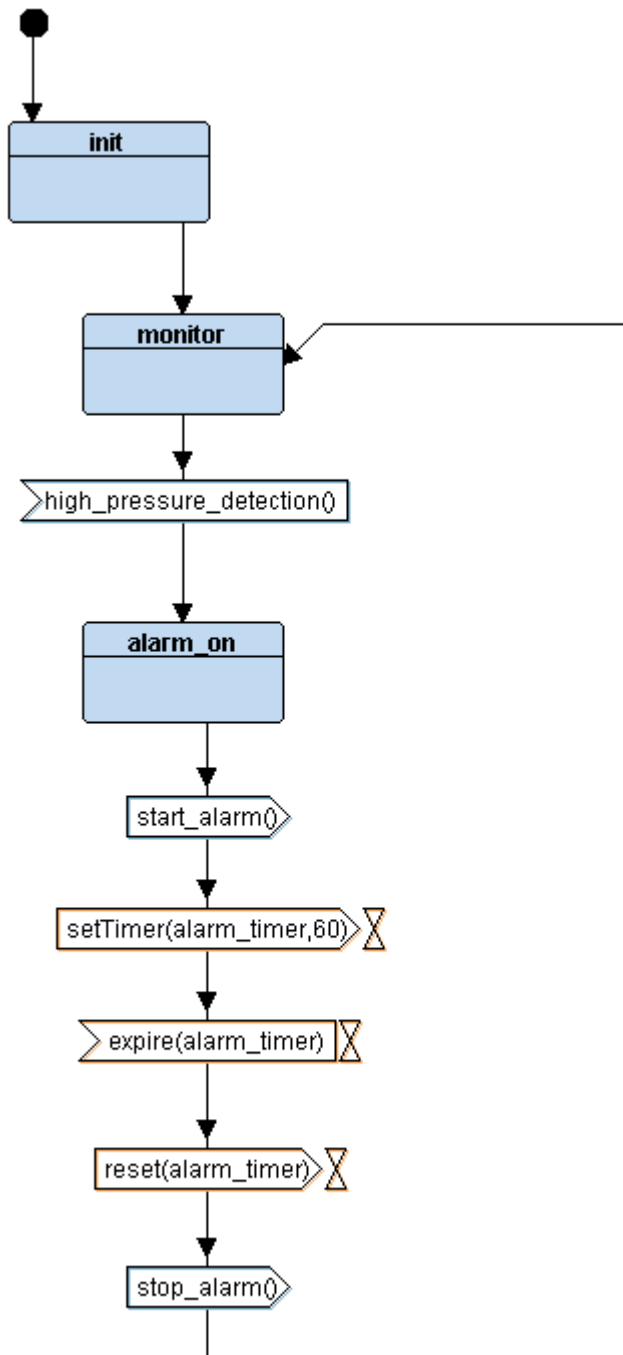 init
monitor
high_pressure_detection()
alarm_on
start_alarm()
setTimer(alarm_timer,60)
expire(alarm_timer)
reset(alarm_timer)
stop_alarm()